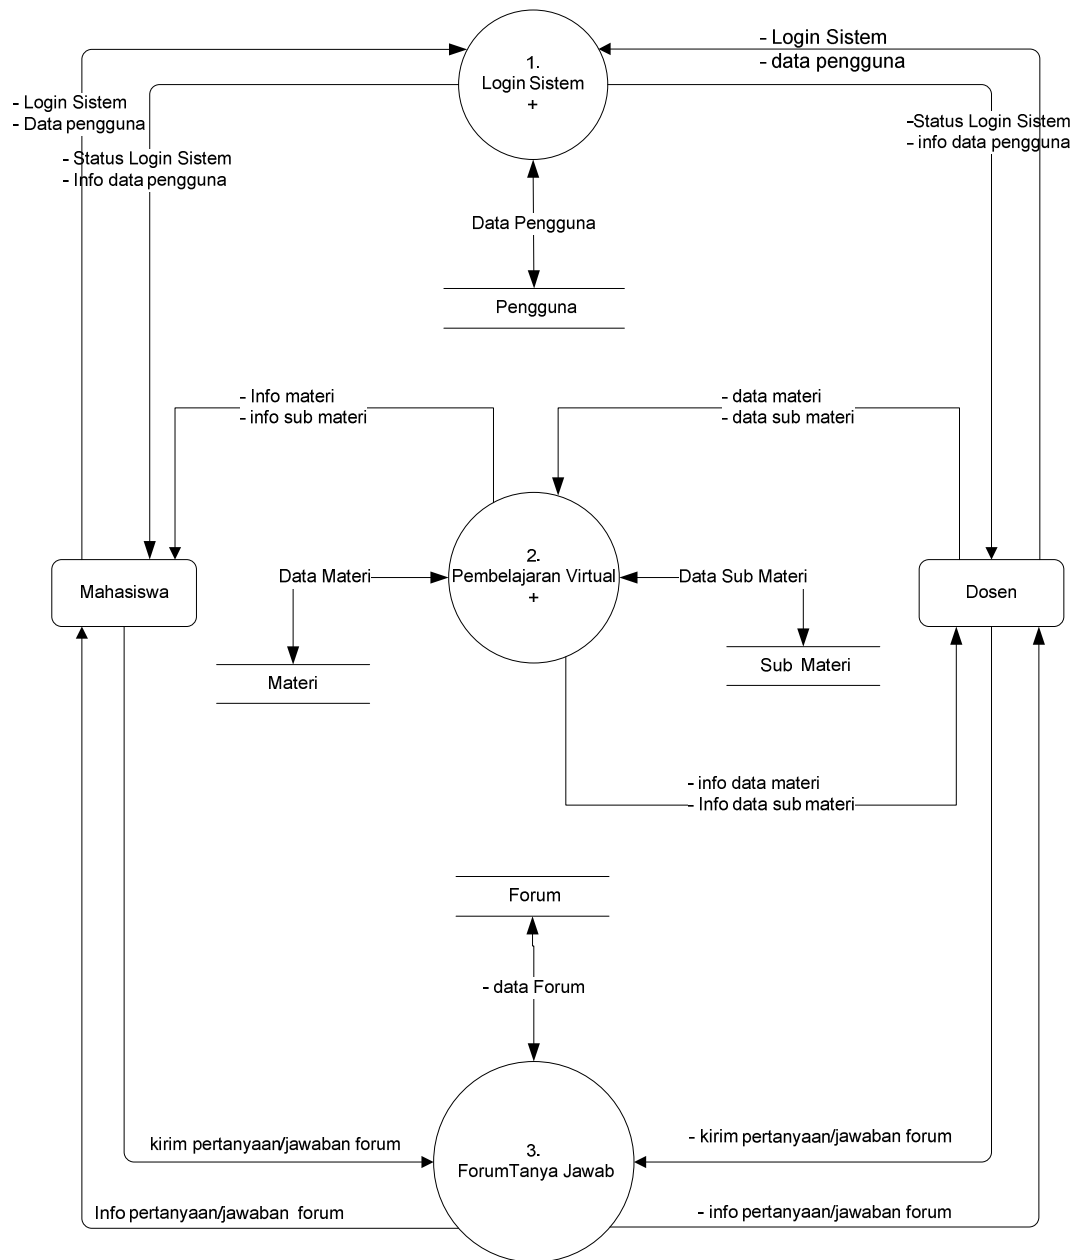 - Login Sistem
- data pengguna
1.
Login Sistem
+
- Login Sistem
- Data pengguna
-Status Login Sistem
- info data pengguna
- Status Login Sistem
- Info data pengguna
Data Pengguna
Pengguna
- Info materi
- info sub materi
- data materi
- data sub materi
2.
Pembelajaran Virtual
+
Data Materi
Data Sub Materi
Mahasiswa
Dosen
Materi
Sub Materi
- info data materi
- Info data sub materi
Forum
- data Forum
kirim pertanyaan/jawaban forum
- kirim pertanyaan/jawaban forum
3.
ForumTanya Jawab
Info pertanyaan/jawaban forum
- info pertanyaan/jawaban forum